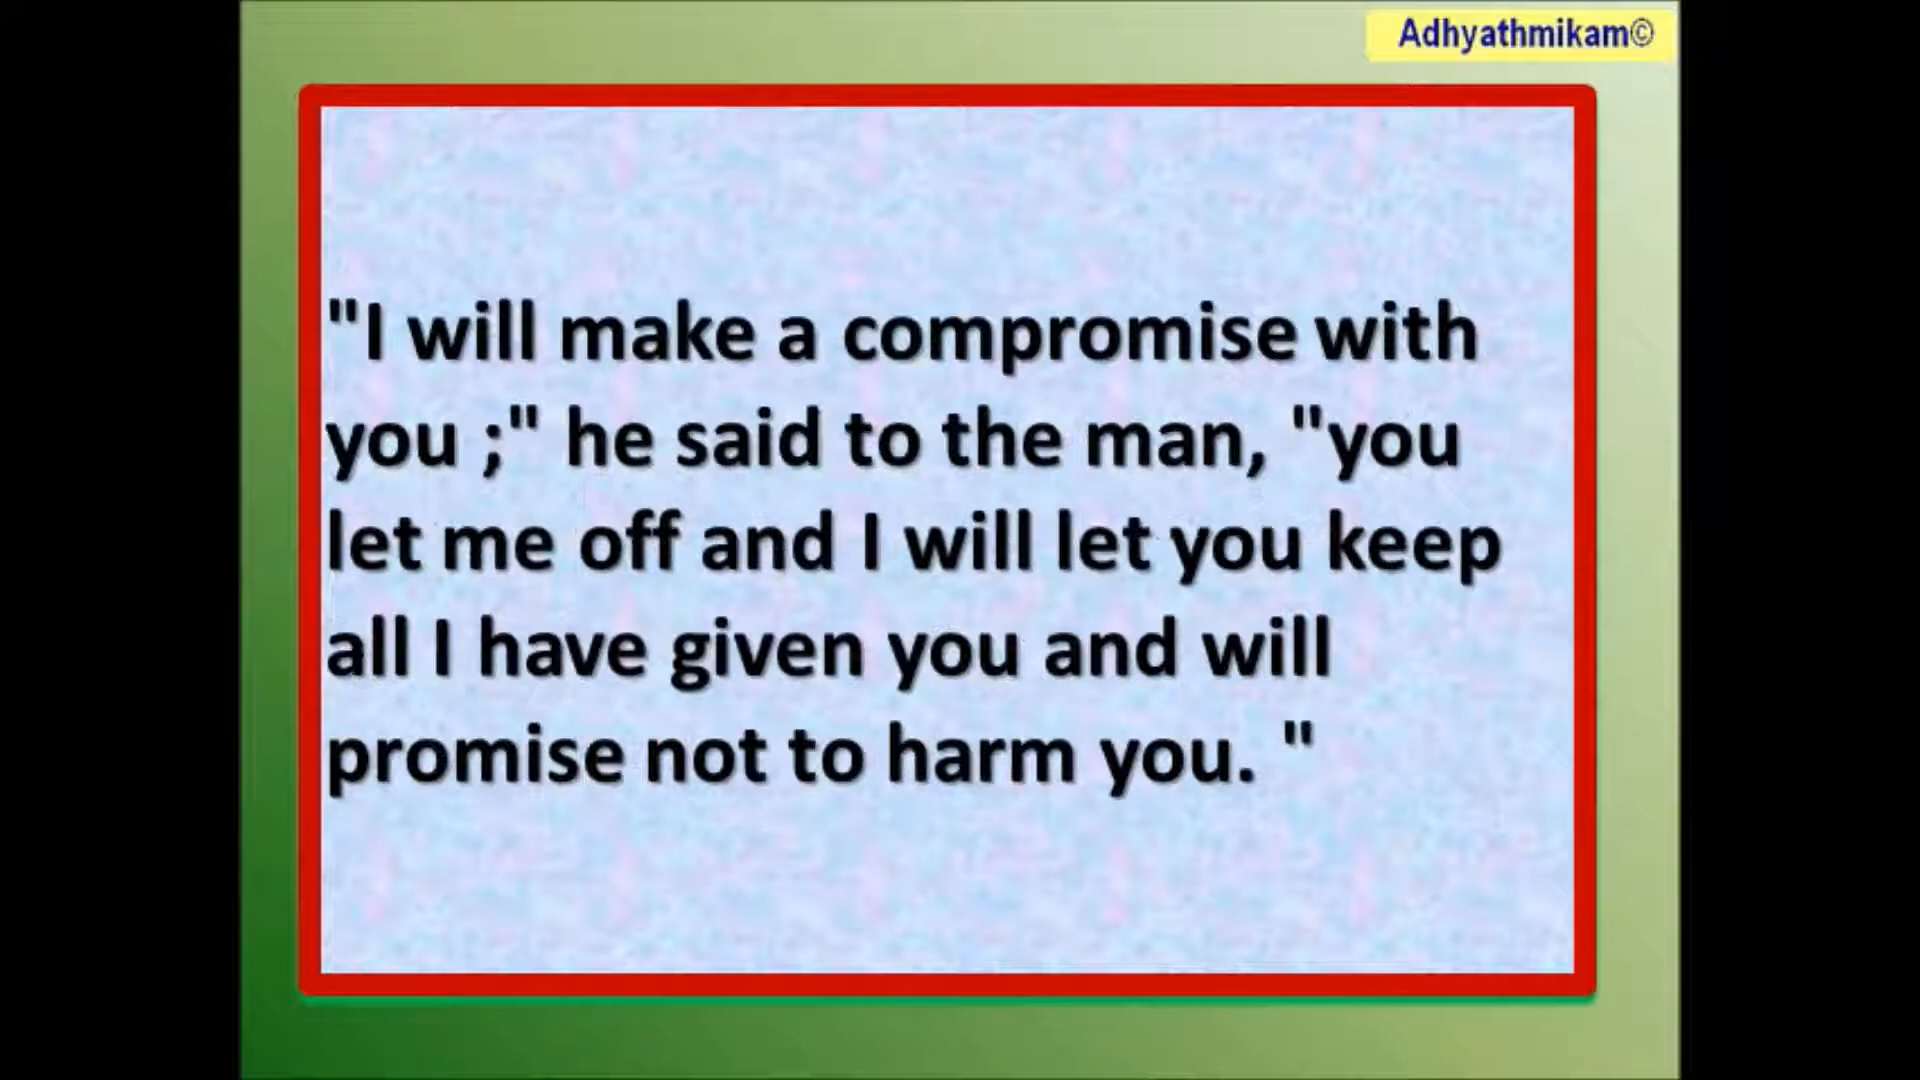 Adhyathmikam©
"I will make a compromise with
you ;" he said to the man, "you
let me off and I will let you keep
all I have given you and will
promise not to harm you. "